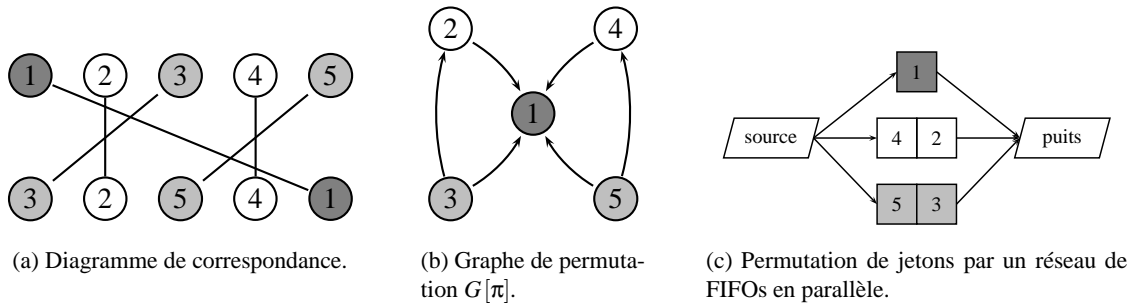 1 2 3 4 5
3 2 5 4 1
(a) Diagramme de correspondance.
2 4
1
3 5
(b) Graphe de permuta-
tion G[π].
1
source 4 2 puits
5 3
(c) Permutation de jetons par un réseau de
FIFOs en parallèle.